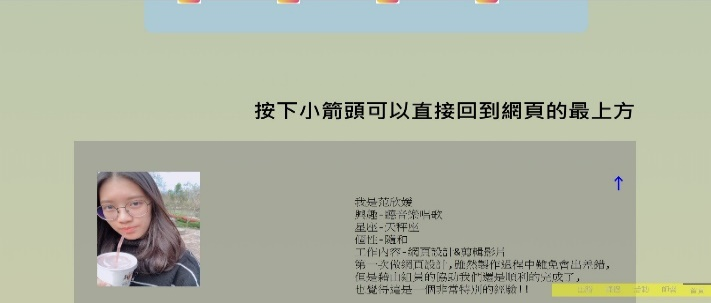 按下小箭頭可以直接回到網頁的最上方
↑
我是范欣媛
興趣-聽音樂唱歌
星座-天秤座
個性-隨和
工作內容-網頁設計&剪輯影片
第一次做網頁設計,雖然製作過程中難免會出差錯,
但是藉由組員的協助我們還是順利的完成了,
也覺得這是一個非常特別的經驗!!